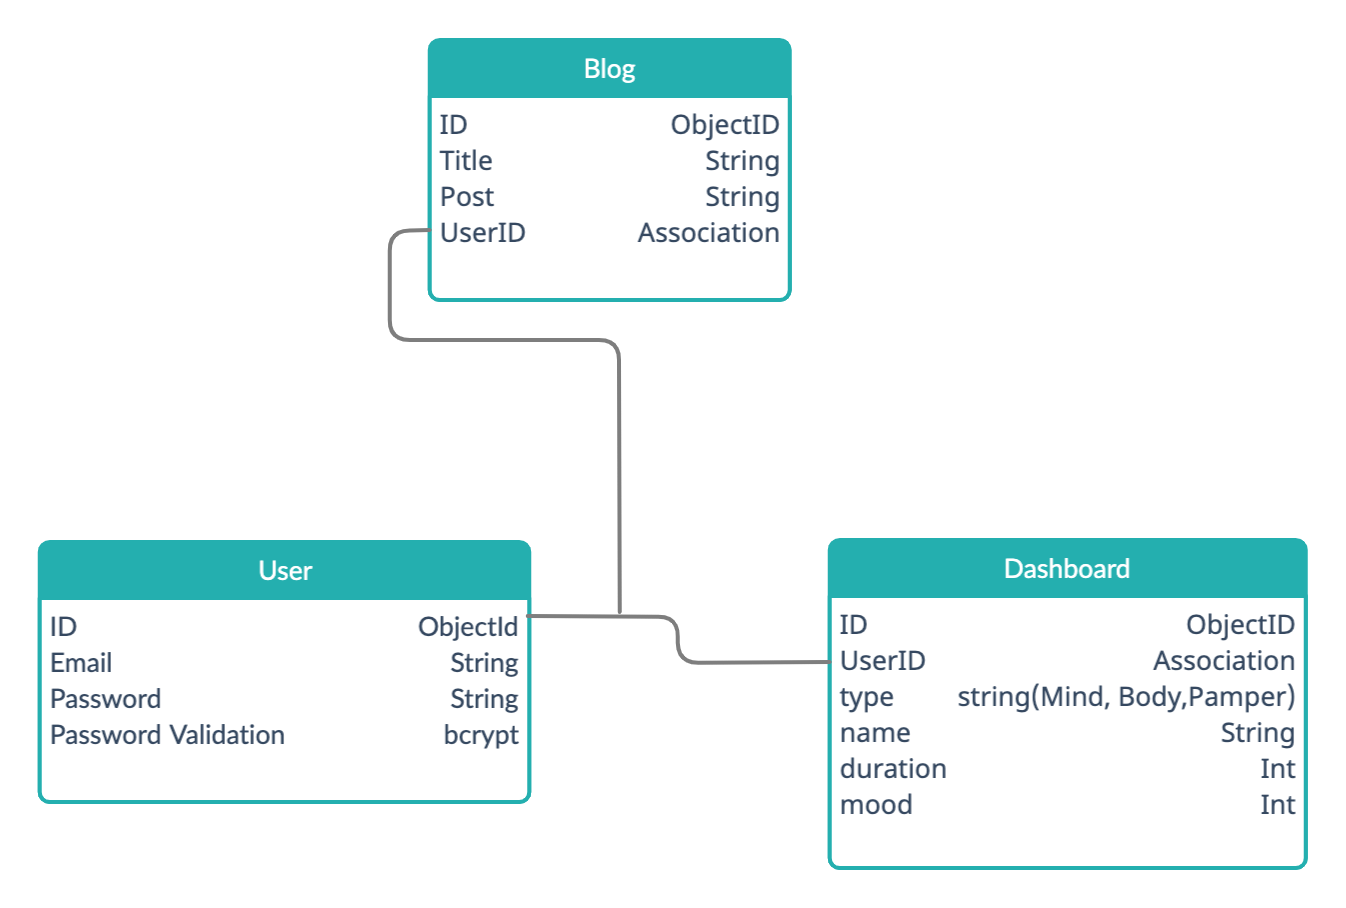 Blog
ID ObjectID
Title String
Post String
UserID Association
User
ID ObjectId
Email String
Password String
Password Validation bcrypt
Dashboard
ID ObjectID
UserID Association
type string(Mind, Body,Pamper)
name String
duration Int
mood Int